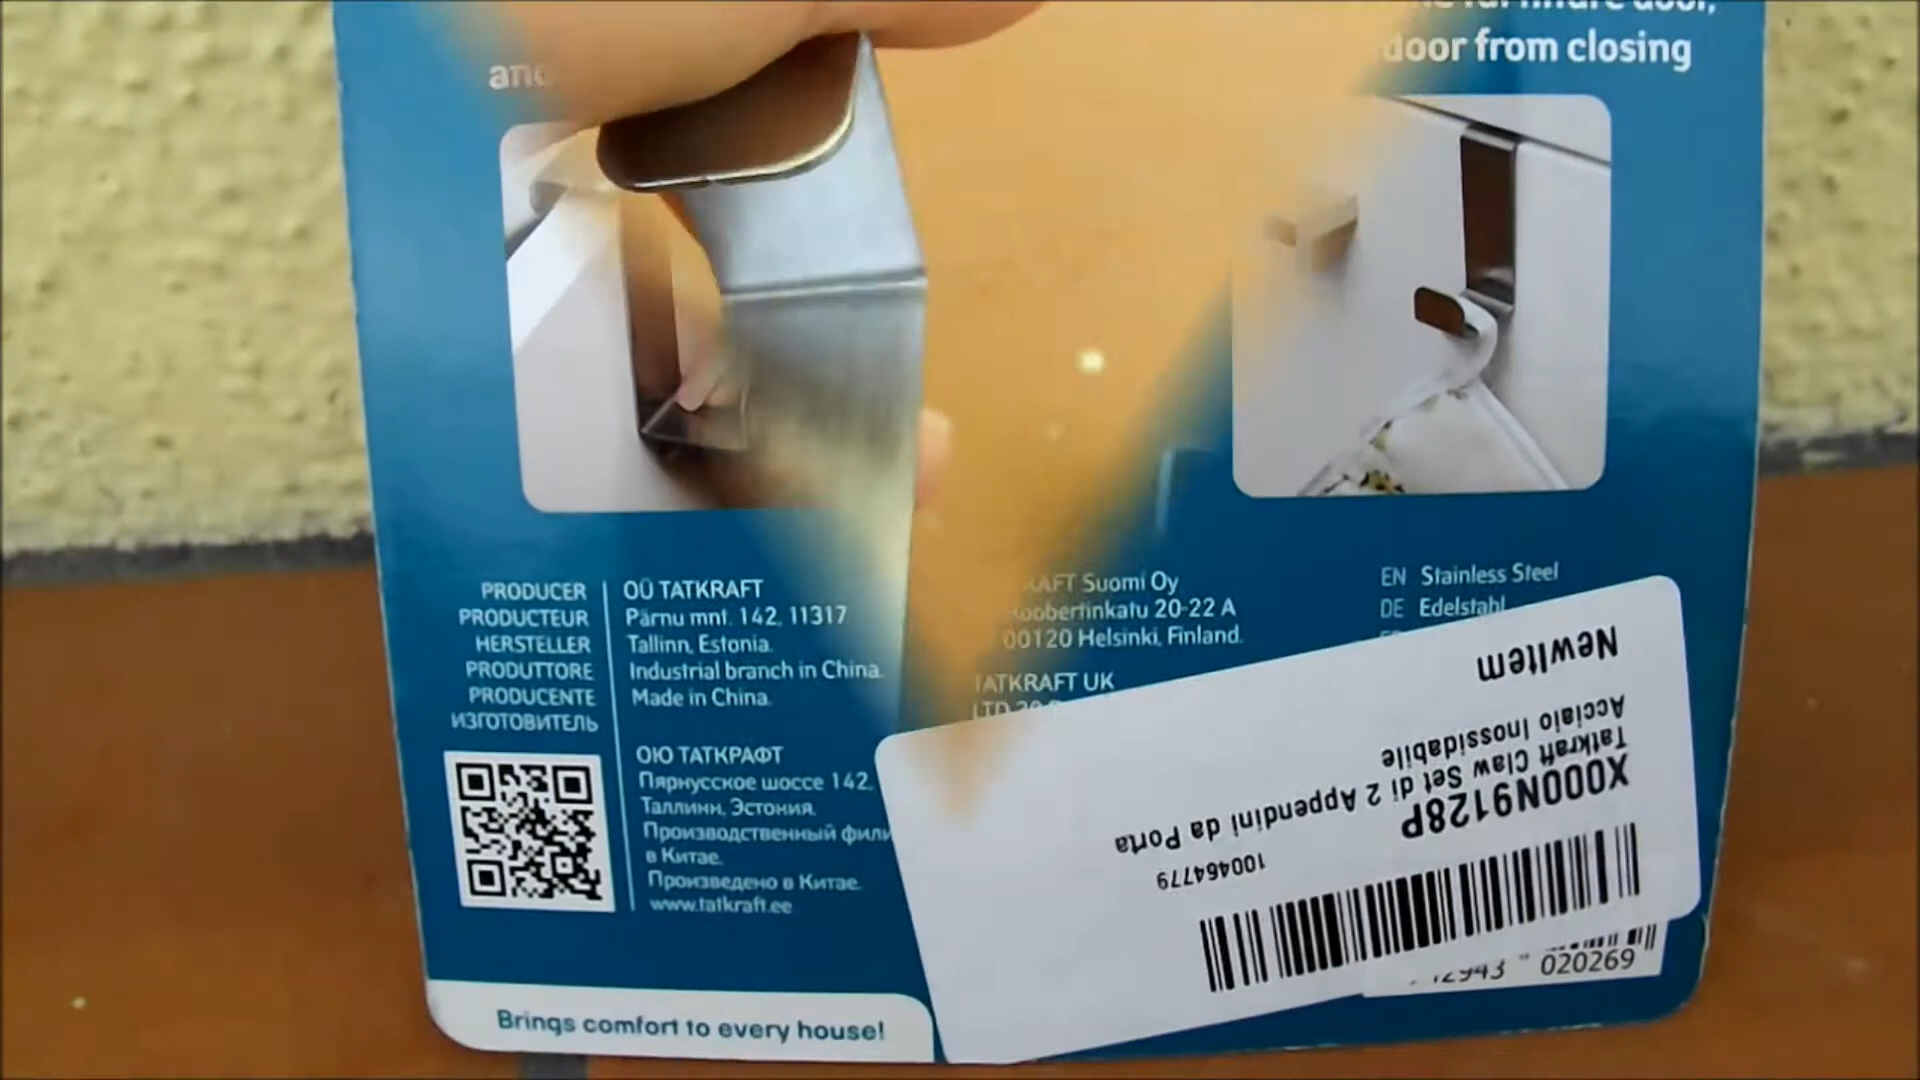 door from closing
PRODUCER
PRODUCTEUR
HERSTELLER
PRODUTTORE
PRODUCENTE
ИЗГОТОВИТЕЛЬ
OÜ TATKRAFT
Pärnu mnt. 142, 11317
Tallinn, Estonia.
Industrial branch in China.
Made in China.
ОЮ ТАТКРАФТ
Пярнусское шоссе 142,
Таллинн, Эстония.
Производственный
в Китае.
Произведено в Китае.
www.tatkraft.ee
Suomi Oy
20-22 A
00120 Helsinki, Finland.
TATKRAFT UK
LTD
EN Stainless Steel
DE Edelstahl
NewItem
Tatkraft Claw Set di 2 Appendini da Porta
Acciaio Inossidabile
X000N9128P
100464779
020269
Brings comfort to every house!